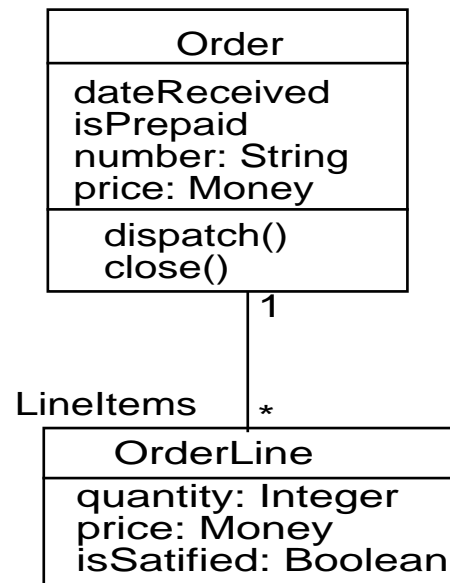 Order
dateReceived
isPrepaid
number: String
price: Money
dispatch()
close()
1
LineItems
*
OrderLine
quantity: Integer
price: Money
isSatified: Boolean